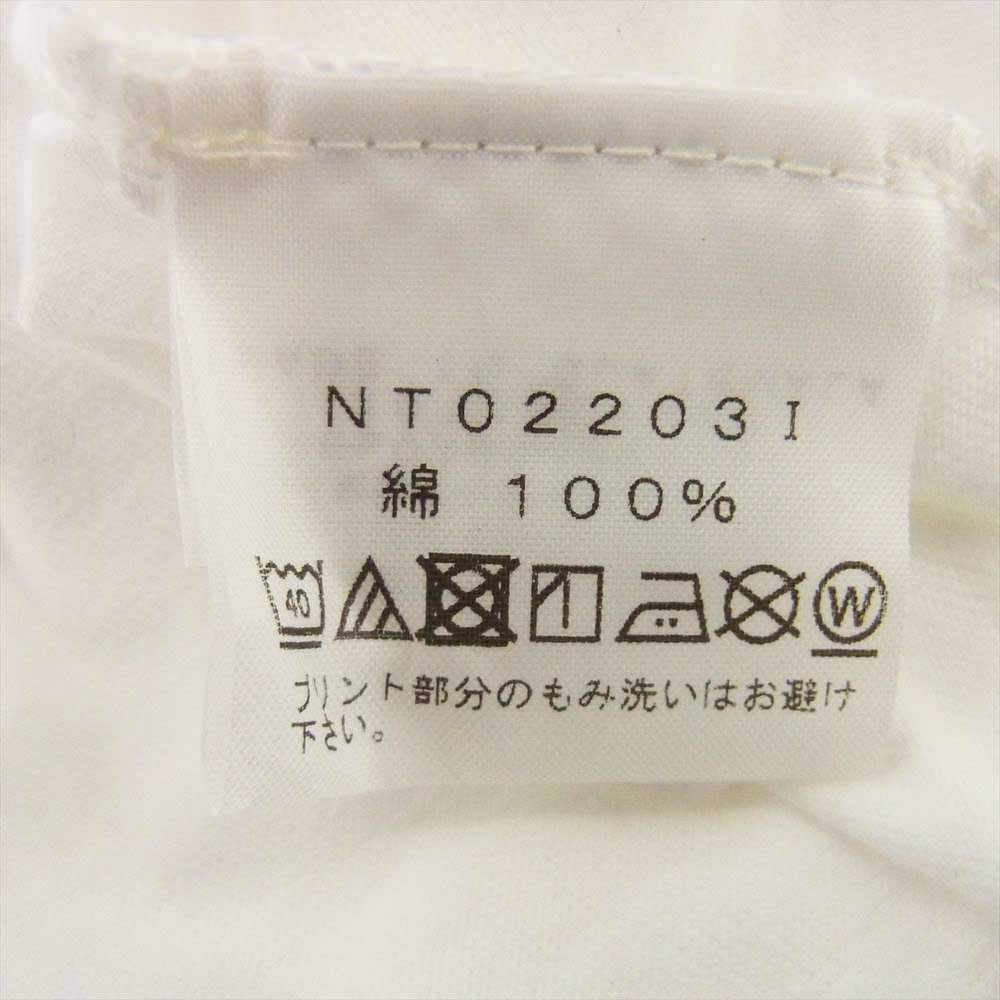 NT02203I
綿 100%
40 W
プリント部分のもみ洗いはお避け
下さい。